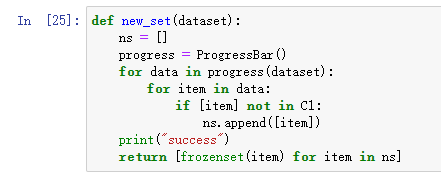 In [25]: def new_set(dataset):
    ns = []
    progress = ProgressBar()
    for data in progress(dataset):
        for item in data:
            if [item] not in C1:
                ns.append([item])
    print("success")
    return [frozenset(item) for item in ns]